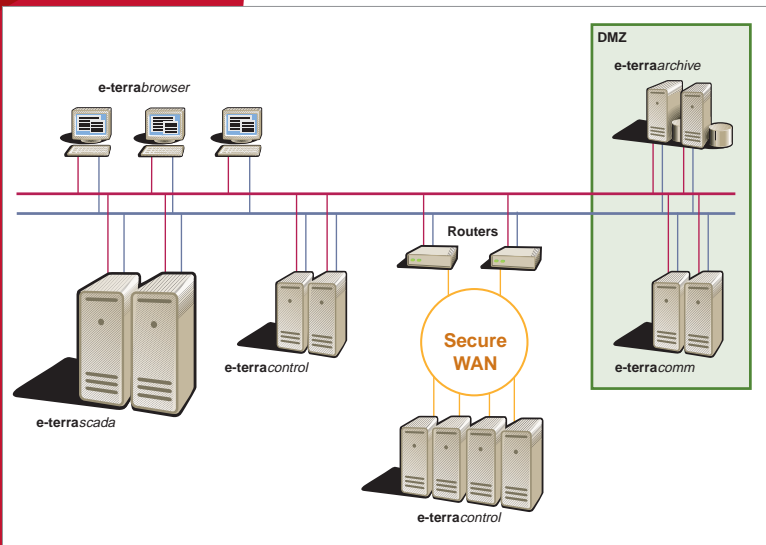 DMZ
e-terraarchive
e-terrabrowser
Routers
Secure
WAN
e-terracontrol
e-terracomm
e-terrascada
e-terracontrol